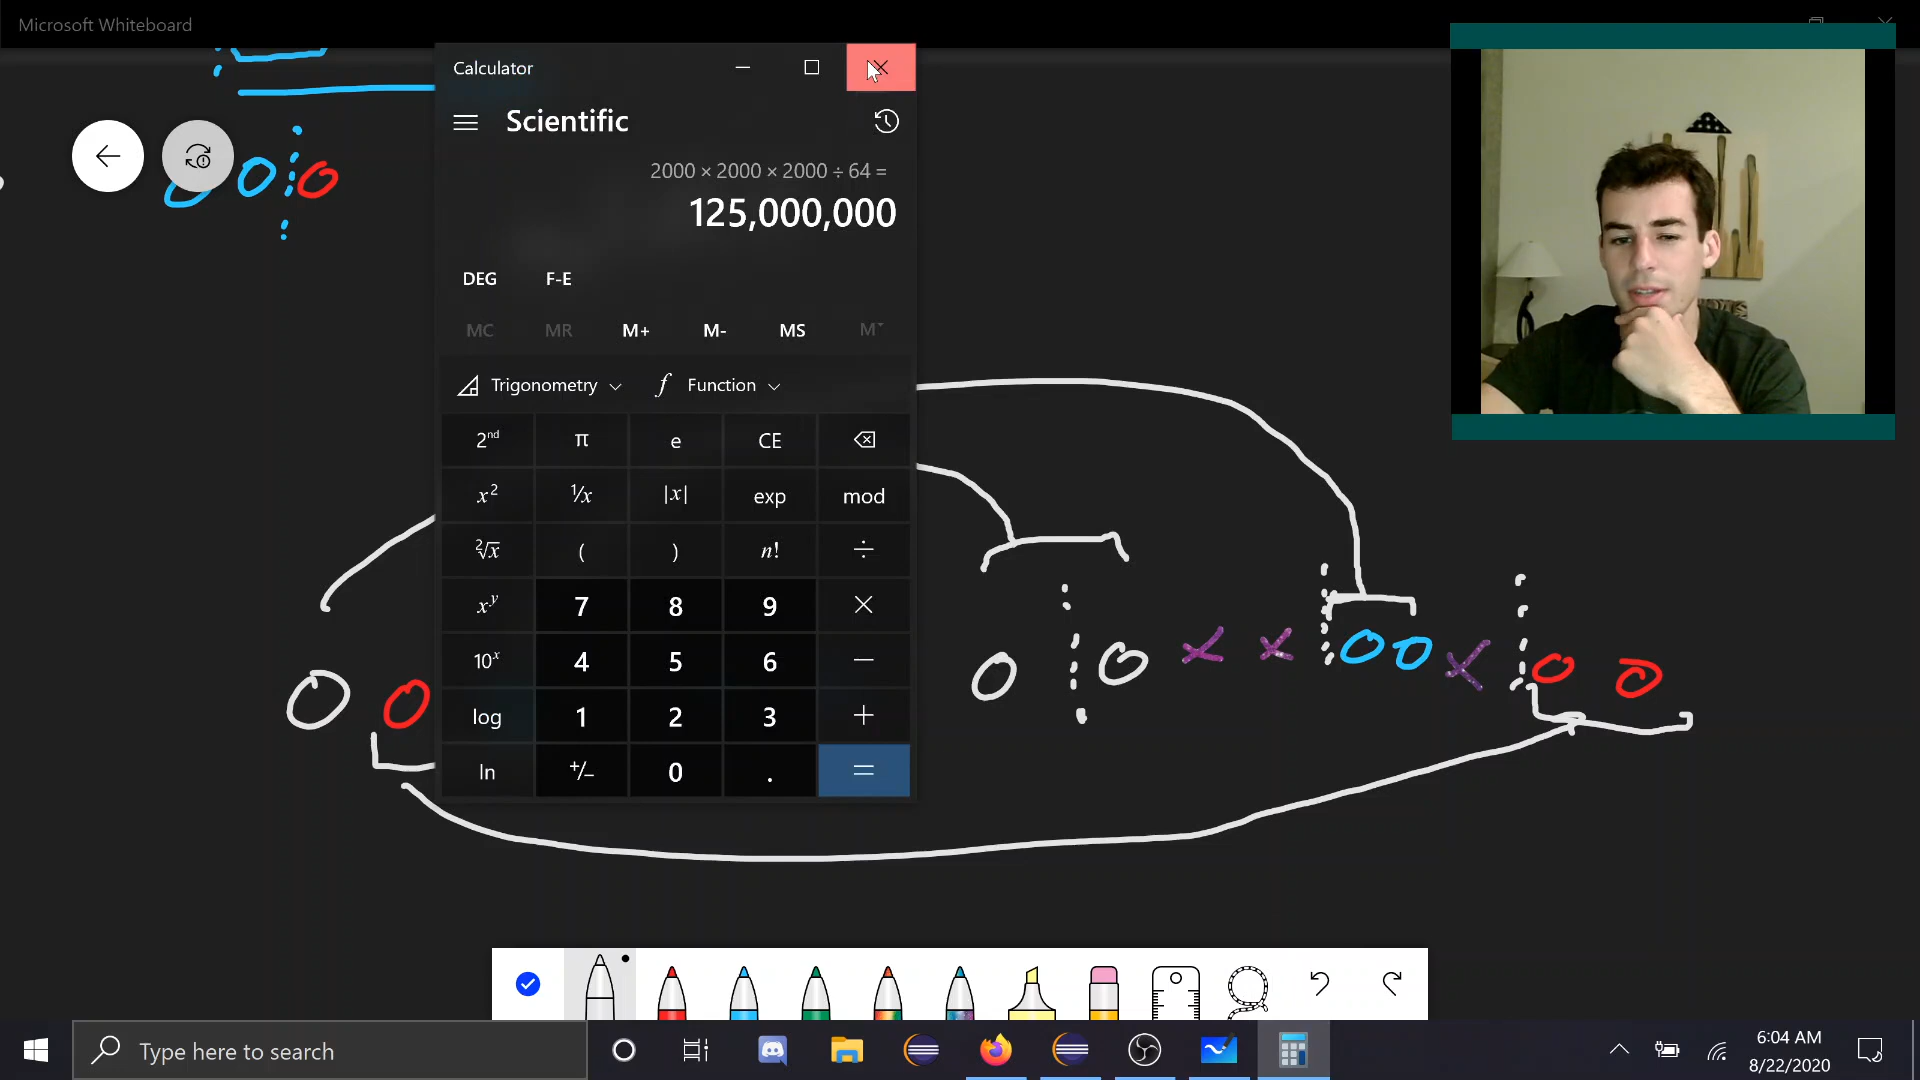 Microsoft Whiteboard
Calculator
Scientific
2000 × 2000 × 2000 ÷ 64 =
125,000,000
DEG F-E
MC MR M+ M- MS M˅
Trigonometry f Function
2ⁿᵈ π e CE
x² ¹/x |x| exp mod
²√x ( ) n! ÷
xʸ 7 8 9 ×
10ˣ 4 5 6 −
log 1 2 3 +
ln +/− 0 . =
O O O
O O O O X X O O X O O
Type here to search
6:04 AM
8/22/2020